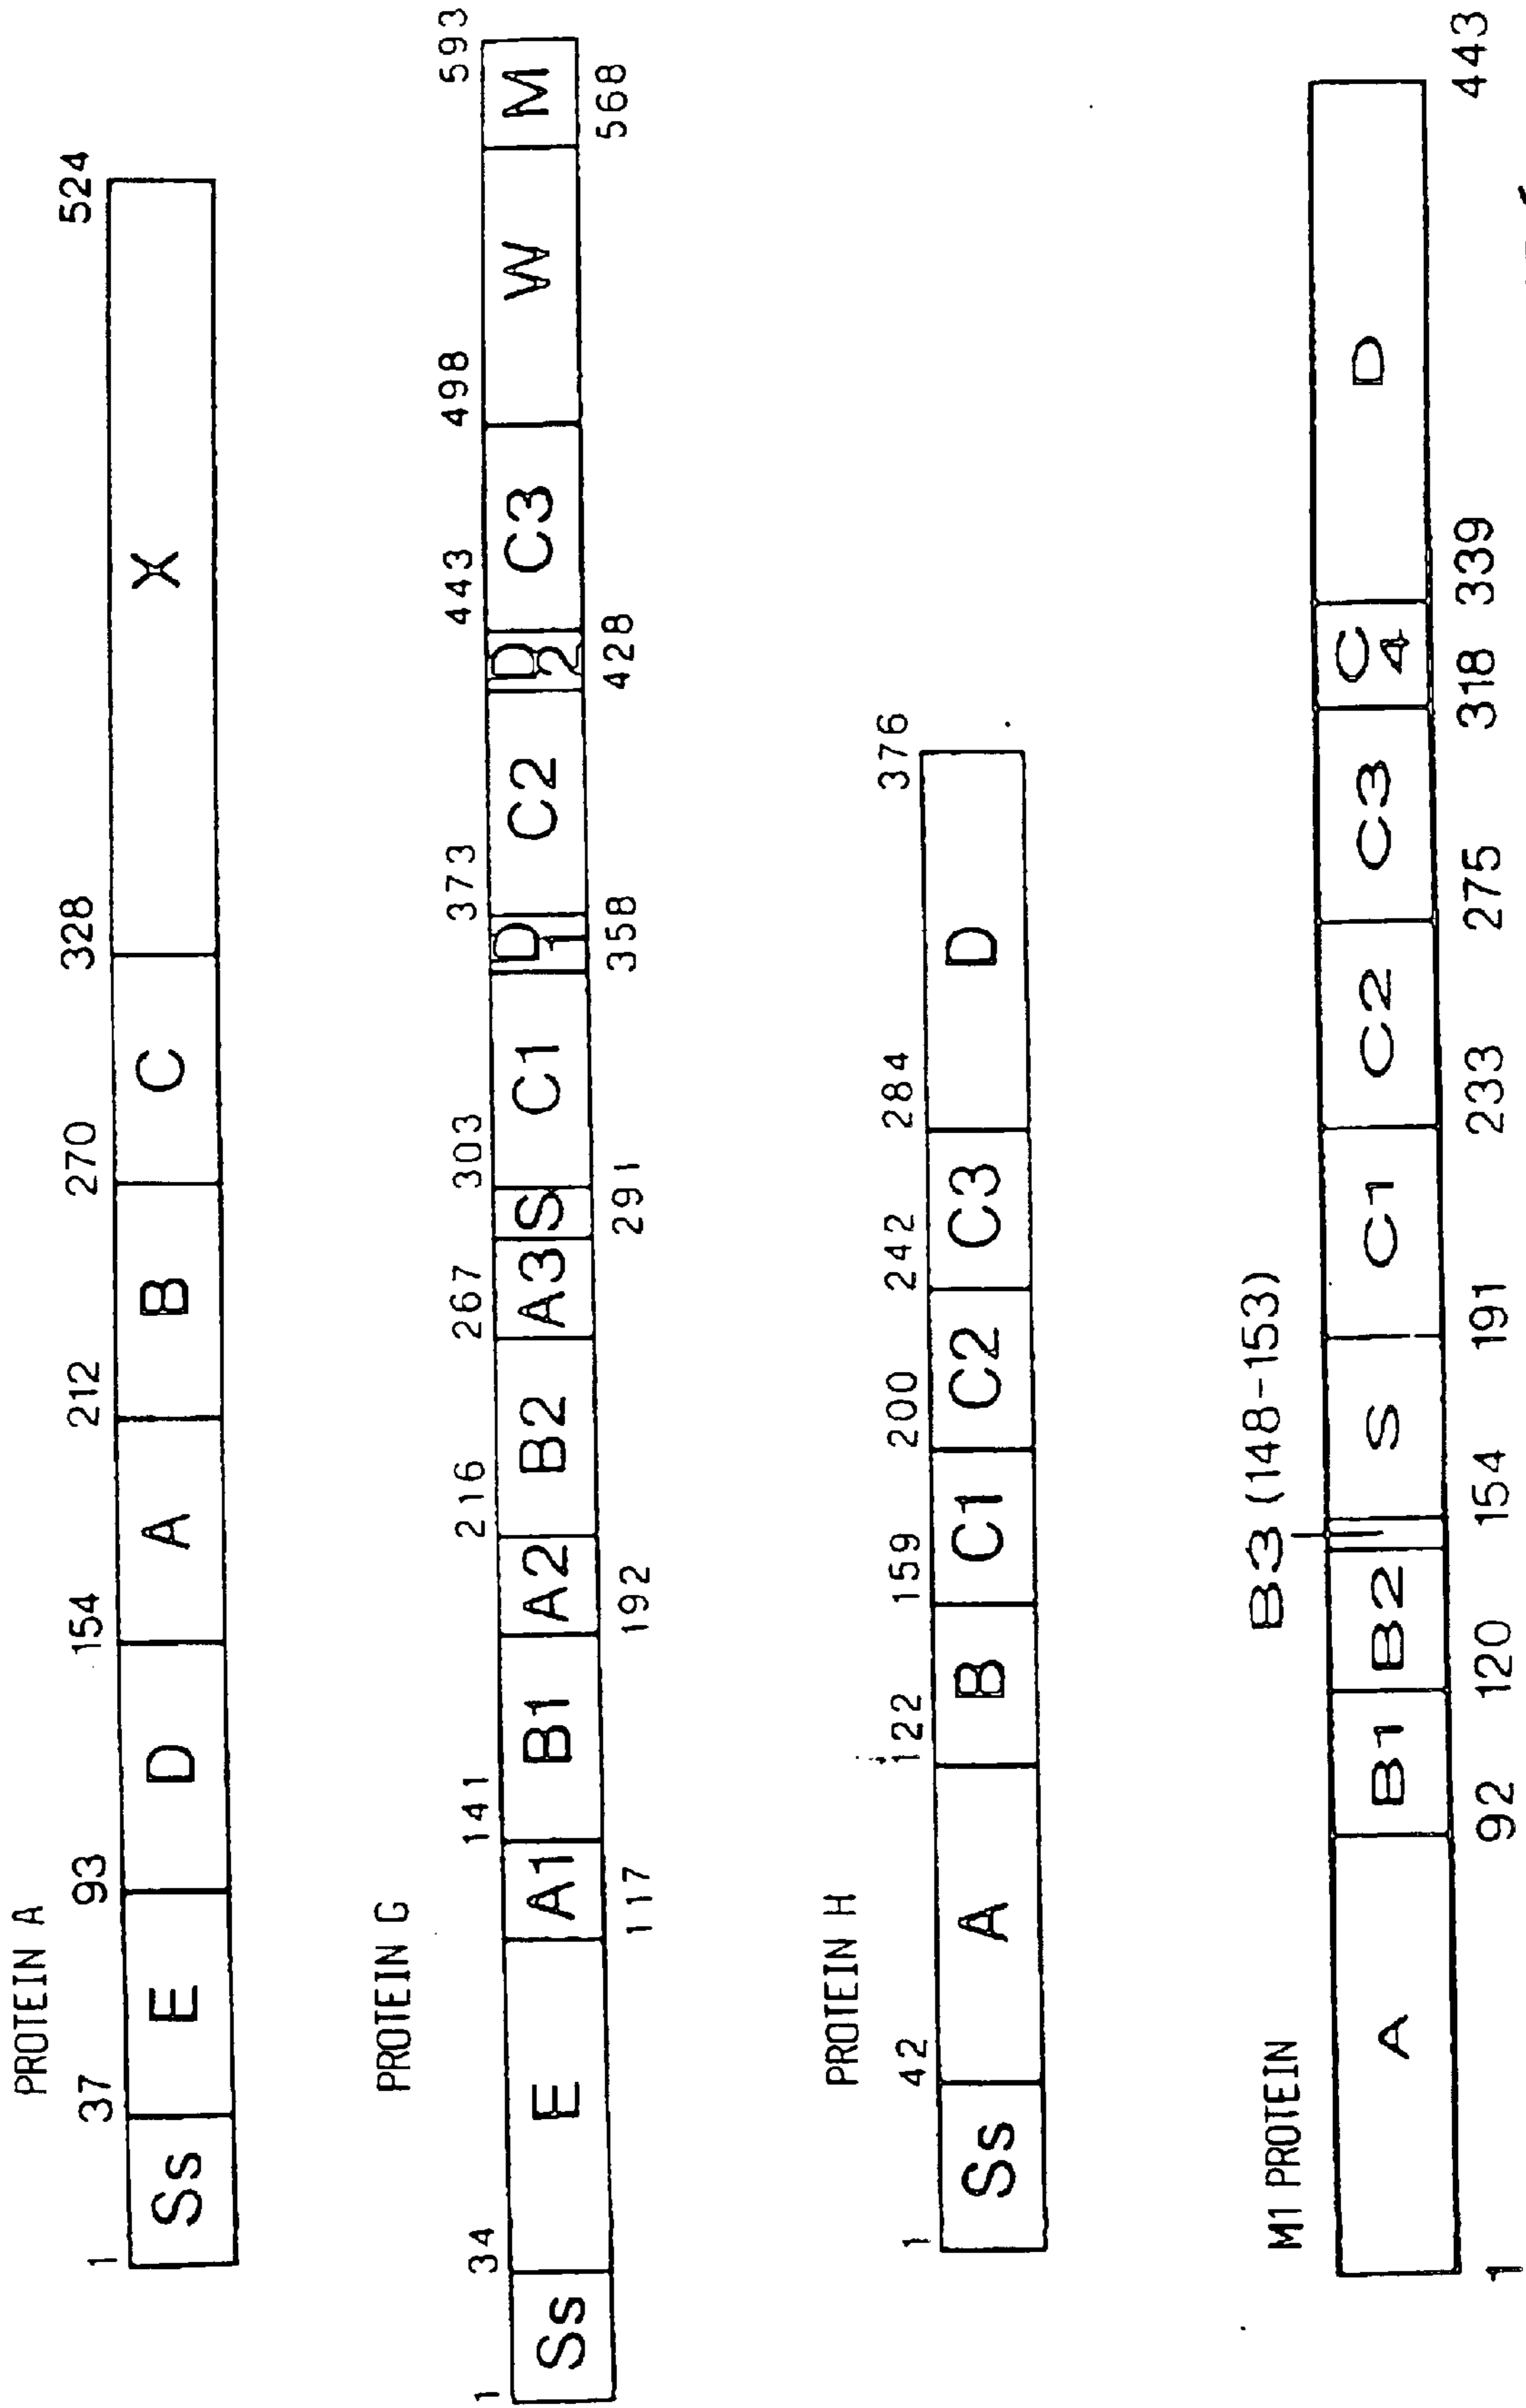 PROTEIN A
1 37 93 154 212 270 328 524
Ss E D A B C X
PROTEIN G
1 34 141 216 267 303 373 443 498 593
Ss E A1 B1 A2 B2 A3 S C1 D1 C2 D2 C3 W M
117 192 291 358 428 568
PROTEIN H
1 42 122 159 200 242 284 376
Ss A B C1 C2 C3 D
M1 PROTEIN
B3 (148-153)
A B1 B2 S C1 C2 C3 C4 D
1 92 120 154 191 233 275 318 339 443